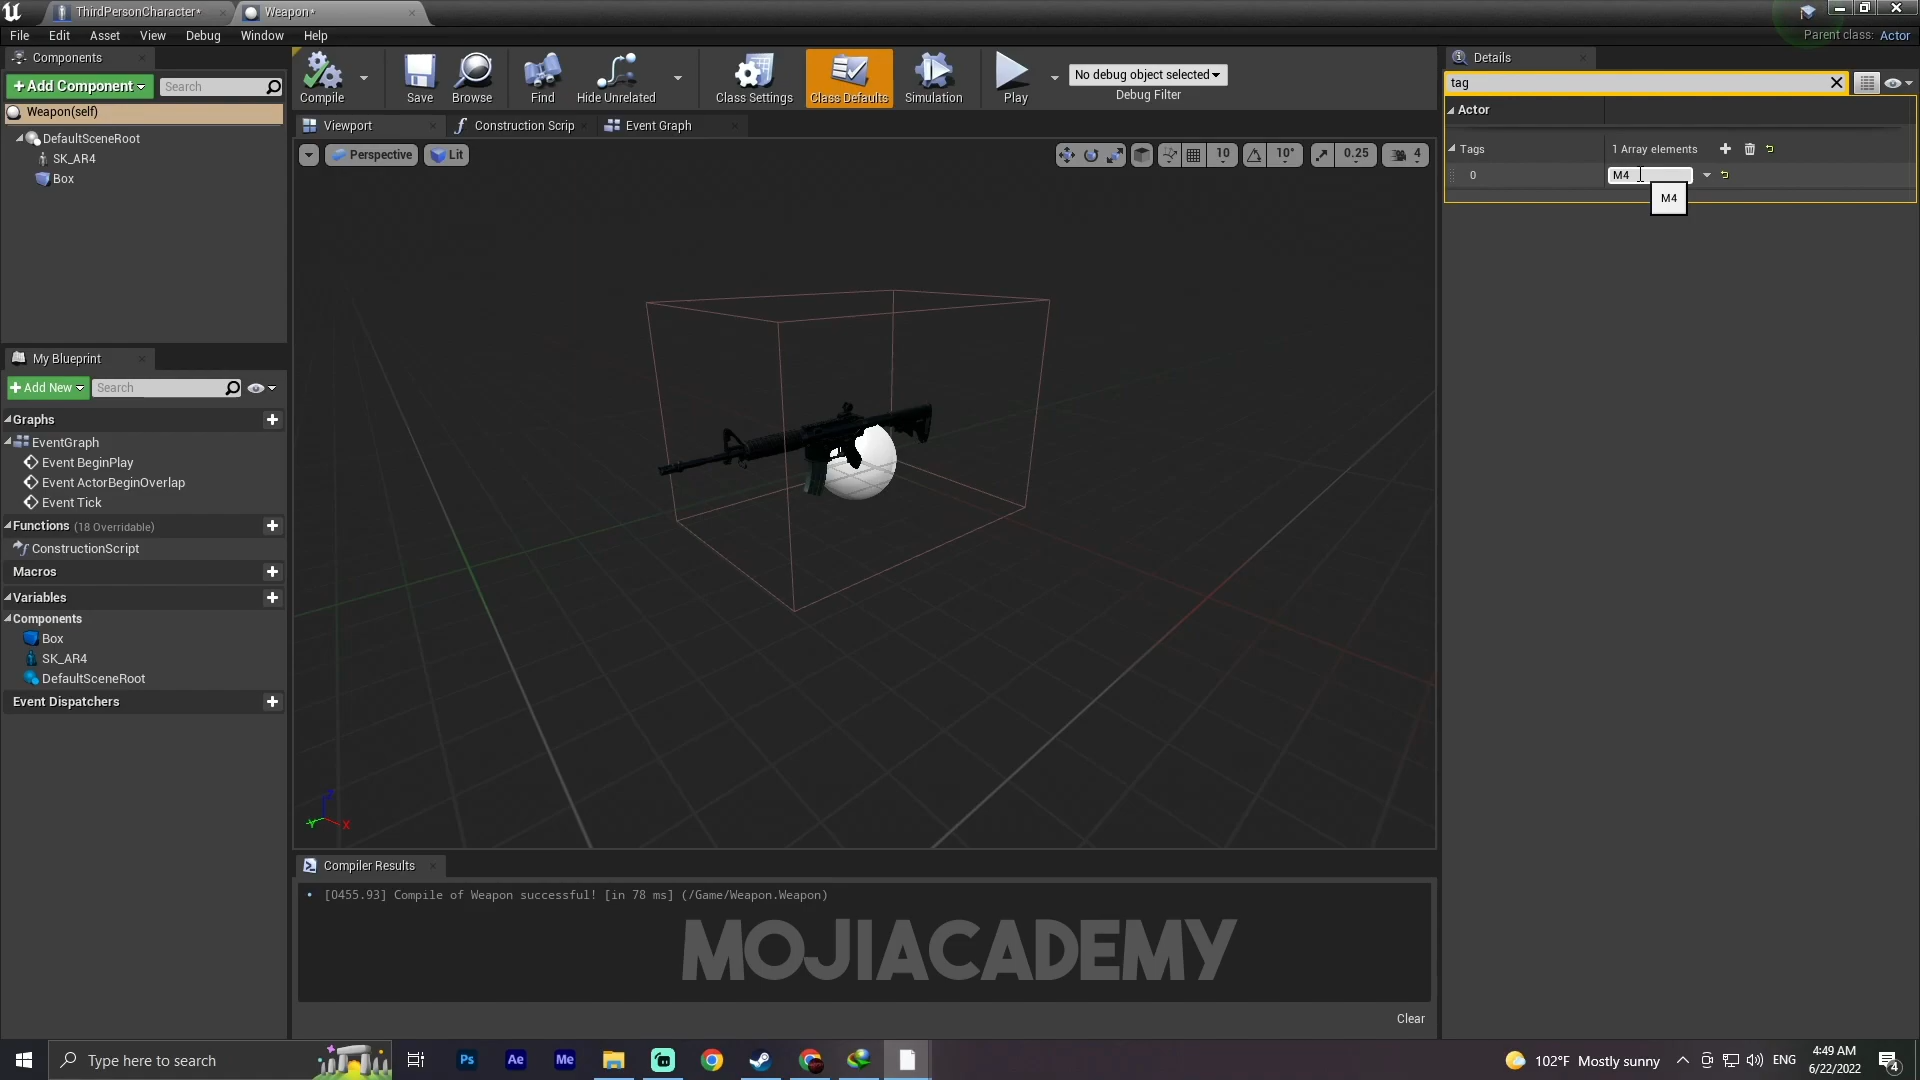 ThirdPersonCharacter*
Weapon*
File Edit Asset View Debug Window Help
Parent class: Actor
Components
+Add Component
Search
Weapon(self)
DefaultSceneRoot
SK_AR4
Box
My Blueprint
+Add New
Search
Graphs
EventGraph
Event BeginPlay
Event ActorBeginOverlap
Event Tick
Functions (18 Overridable)
ConstructionScript
Macros
Variables
Components
Box
SK_AR4
DefaultSceneRoot
Event Dispatchers
Compile
Save
Browse
Find
Hide Unrelated
Class Settings
Class Defaults
Simulation
Play
No debug object selected
Debug Filter
Viewport
Construction Scrip
Event Graph
Perspective
Lit
10
10°
0.25
4
Z
Y
X
Compiler Results
[0455.93] Compile of Weapon successful! [in 78 ms] (/Game/Weapon.Weapon)
MOJIACADEMY
Clear
Details
tag
Actor
Tags
1 Array elements
0
M4
M4
Type here to search
Ps
Ae
Me
102°F Mostly sunny
ENG
4:49 AM
6/22/2022
4